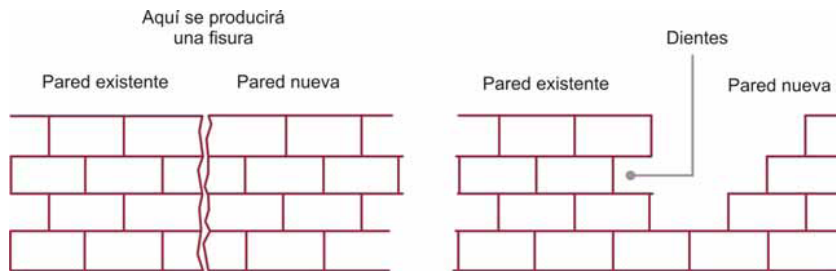 Aquí se producirá
una fisura
Pared existente
Pared nueva
Dientes
Pared existente
Pared nueva